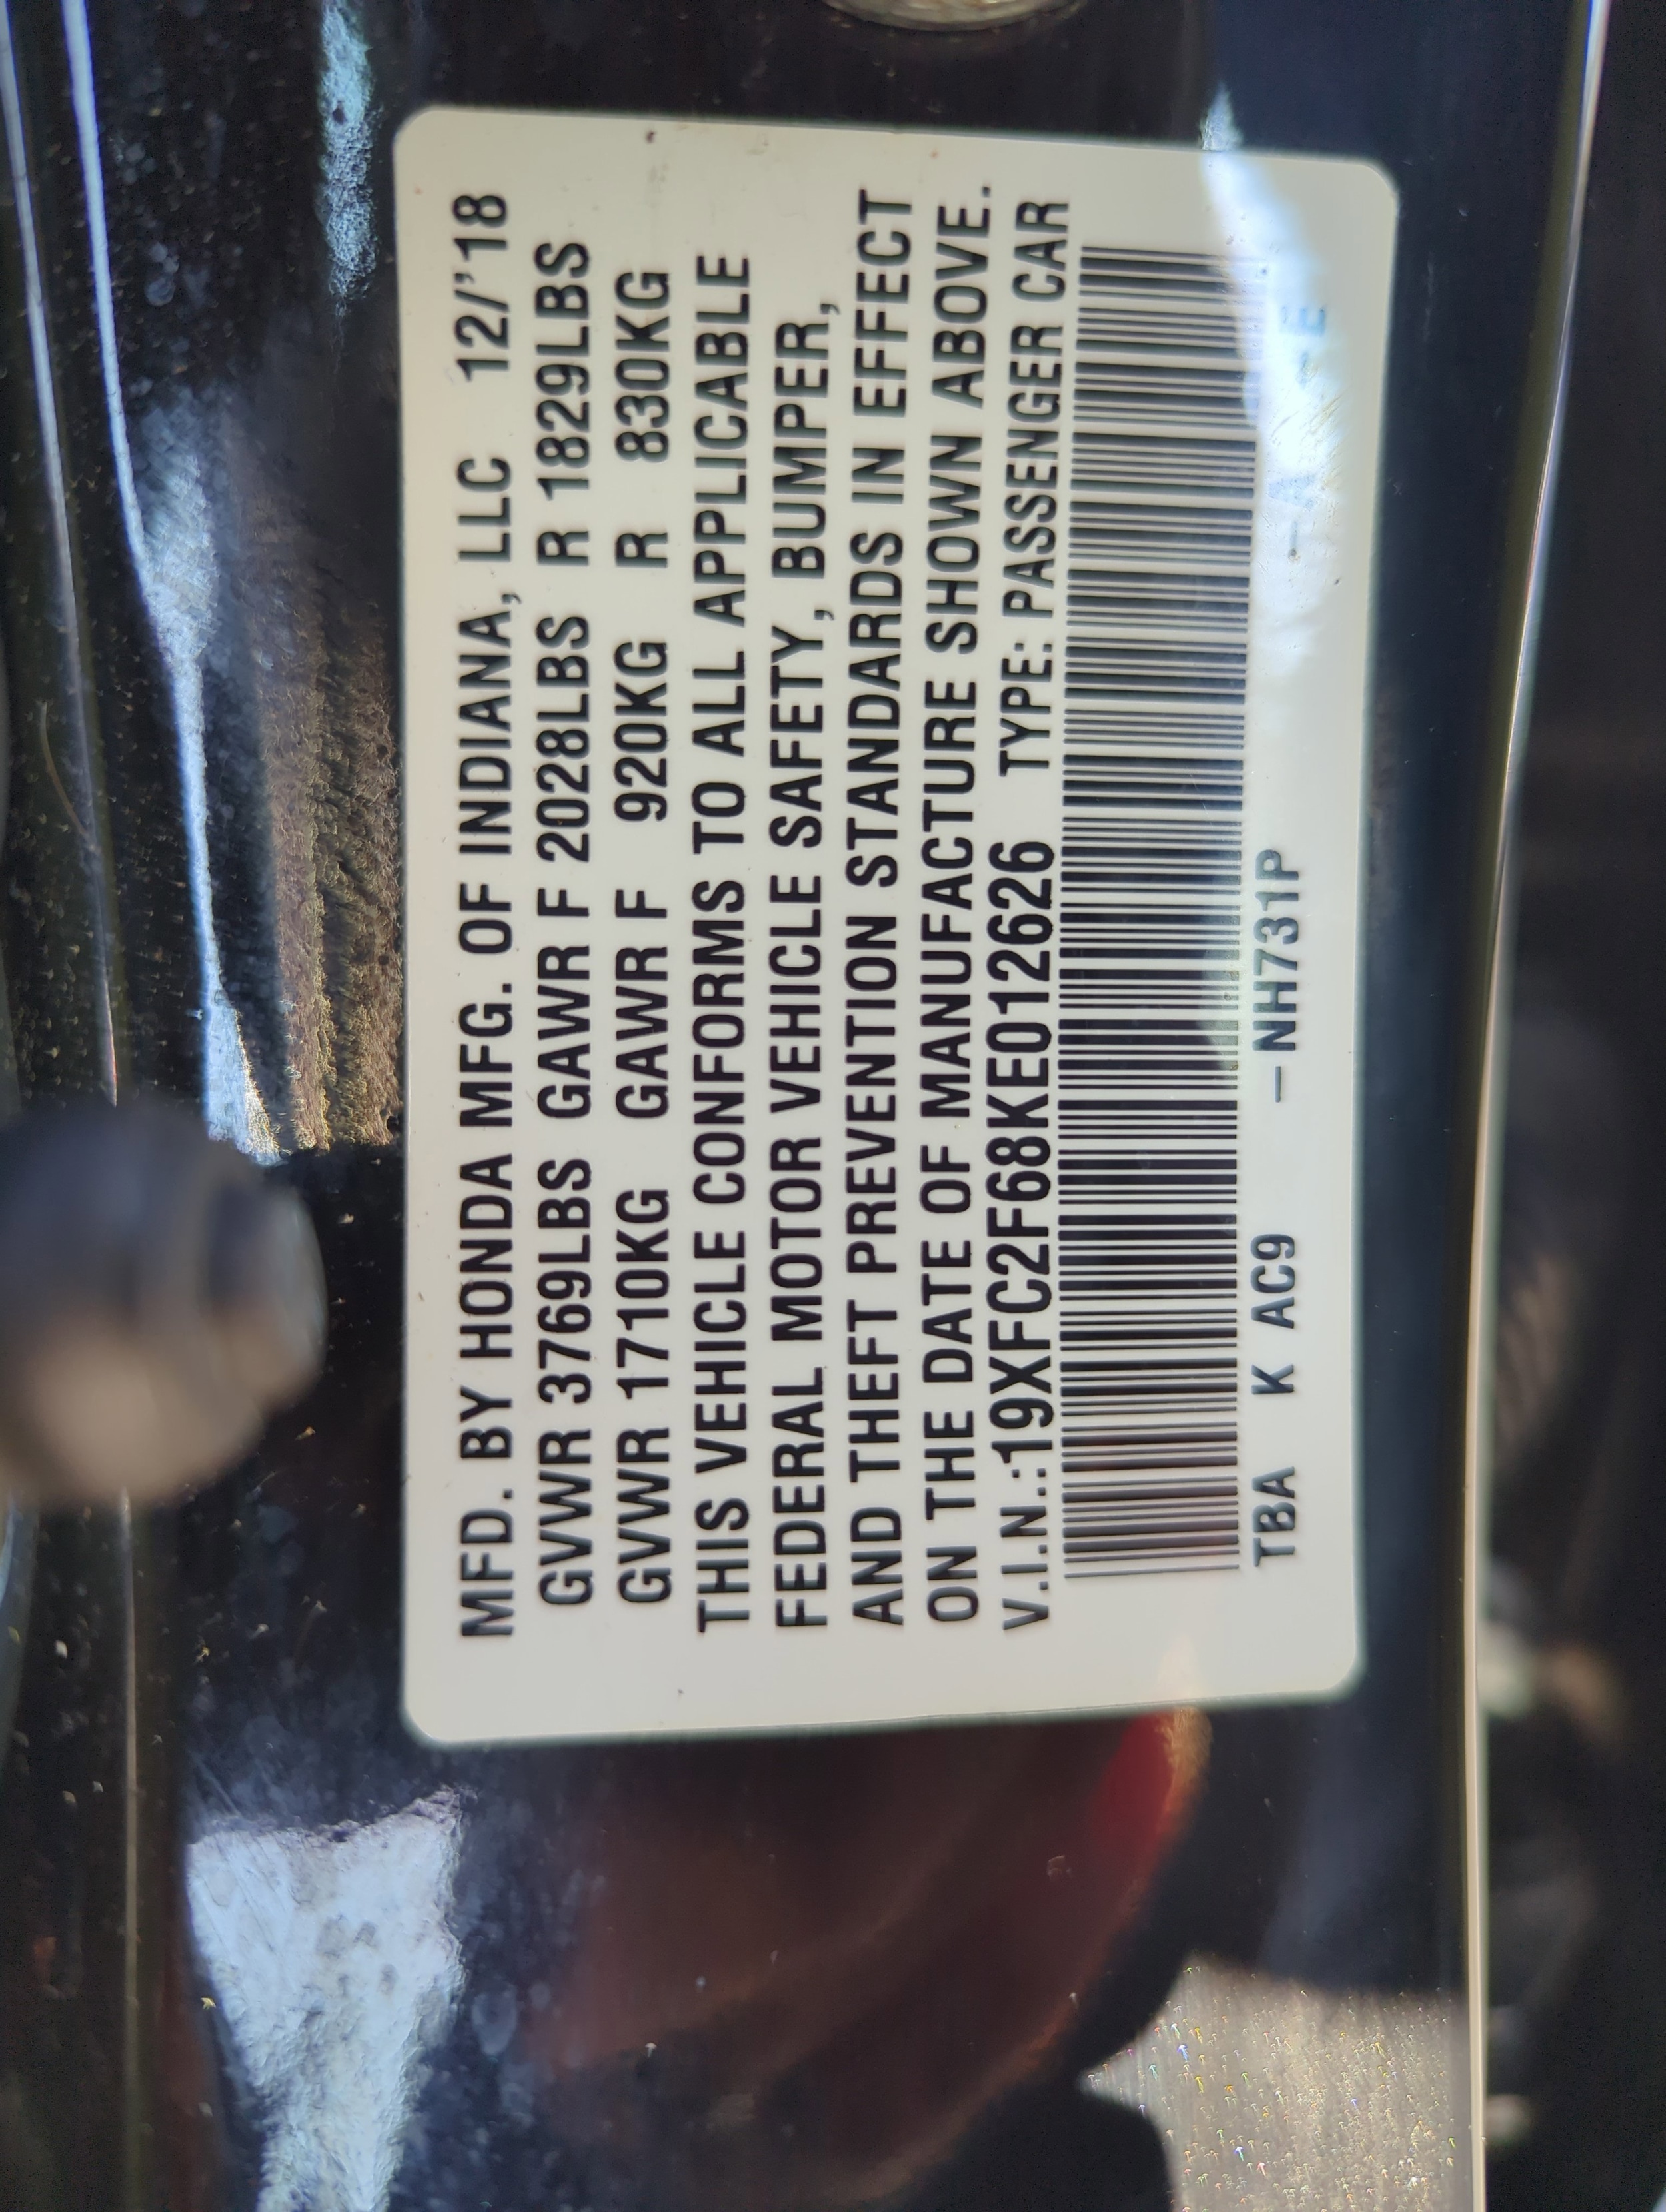 MFD. BY HONDA MFG. OF INDIANA, LLC 12/'18
GVWR 3769LBS GAWR F 2028LBS R 1829LBS
GVWR 1710KG GAWR F 920KG R 830KG
THIS VEHICLE CONFORMS TO ALL APPLICABLE
FEDERAL MOTOR VEHICLE SAFETY, BUMPER,
AND THEFT PREVENTION STANDARDS IN EFFECT
ON THE DATE OF MANUFACTURE SHOWN ABOVE.
V.I.N.:19XFC2F68KE012626 TYPE: PASSENGER CAR
TBA K AC9 –NH731P –A –E